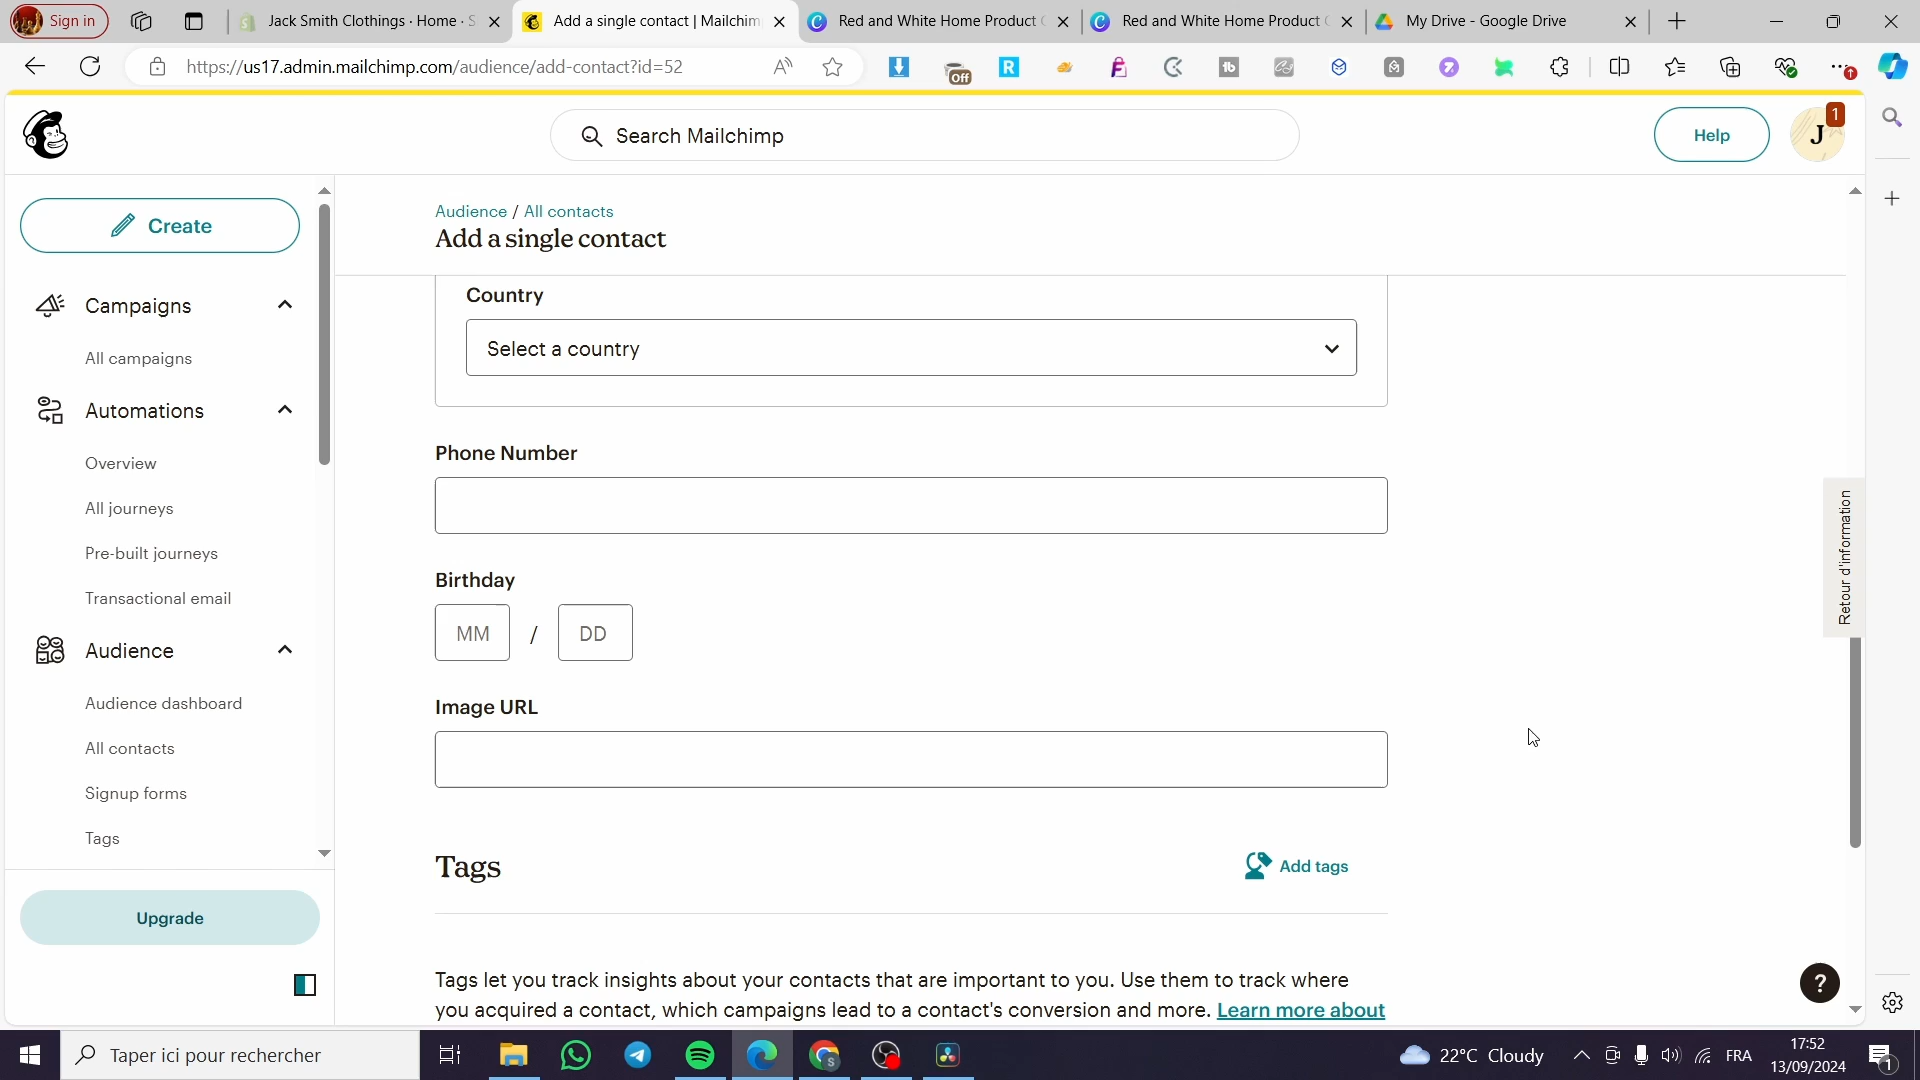 Sign in
Jack Smith Clothings · Home · S
Add a single contact | Mailchim
Red and White Home Product C
Red and White Home Product C
My Drive - Google Drive
https://us17.admin.mailchimp.com/audience/add-contact?id=52
Off
Search Mailchimp
Help
J
1
Create
Audience / All contacts
Add a single contact
Campaigns
All campaigns
Automations
Overview
All journeys
Pre-built journeys
Transactional email
Audience
Audience dashboard
All contacts
Signup forms
Tags
Upgrade
Country
Select a country
Phone Number
Birthday
MM / DD
Image URL
Tags
Add tags
Tags let you track insights about your contacts that are important to you. Use them to track where
you acquired a contact, which campaigns lead to a contact's conversion and more. Learn more about
Retour d'information
?
Taper ici pour rechercher
22°C Cloudy
FRA
17:52
13/09/2024
1